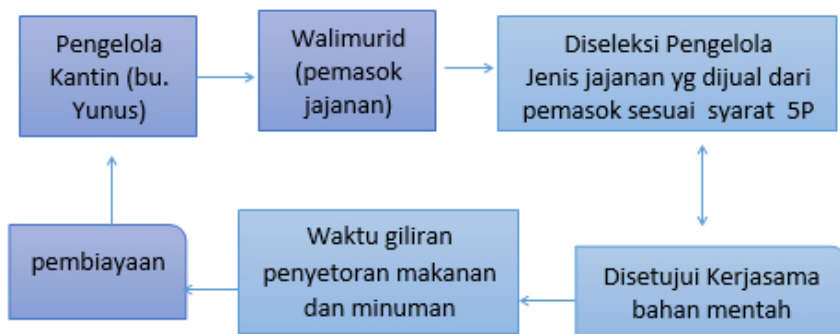 Pengelola
Kantin (bu.
Yunus)
Walimurid
(pemasok
jajanan)
Diseleksi Pengelola
Jenis jajanan yg dijual dari
pemasok sesuai syarat 5P
Disetujui Kerjasama
bahan mentah
Waktu giliran
penyetoran makanan
dan minuman
pembiayaan